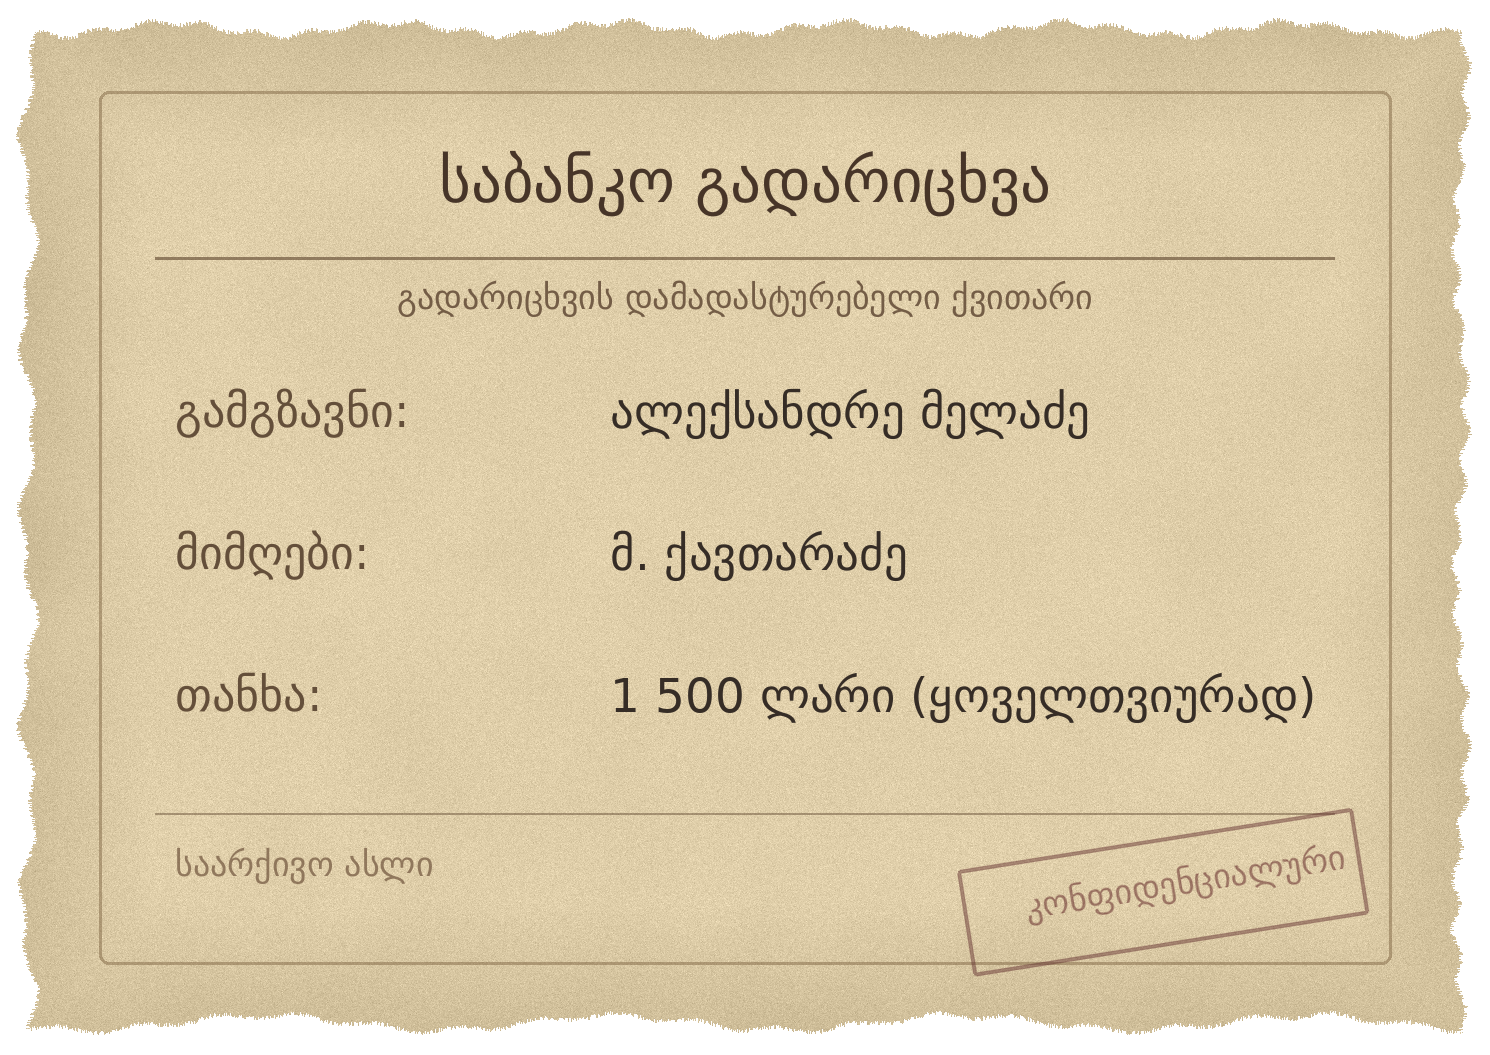 საბანკო გადარიცხვა
გადარიცხვის დამადასტურებელი ქვითარი
გამგზავნი: ალექსანდრე მელაძე
მიმღები: მ. ქავთარაძე
თანხა: 1 500 ლარი (ყოველთვიურად)
საარქივო ასლი
კონფიდენციალური